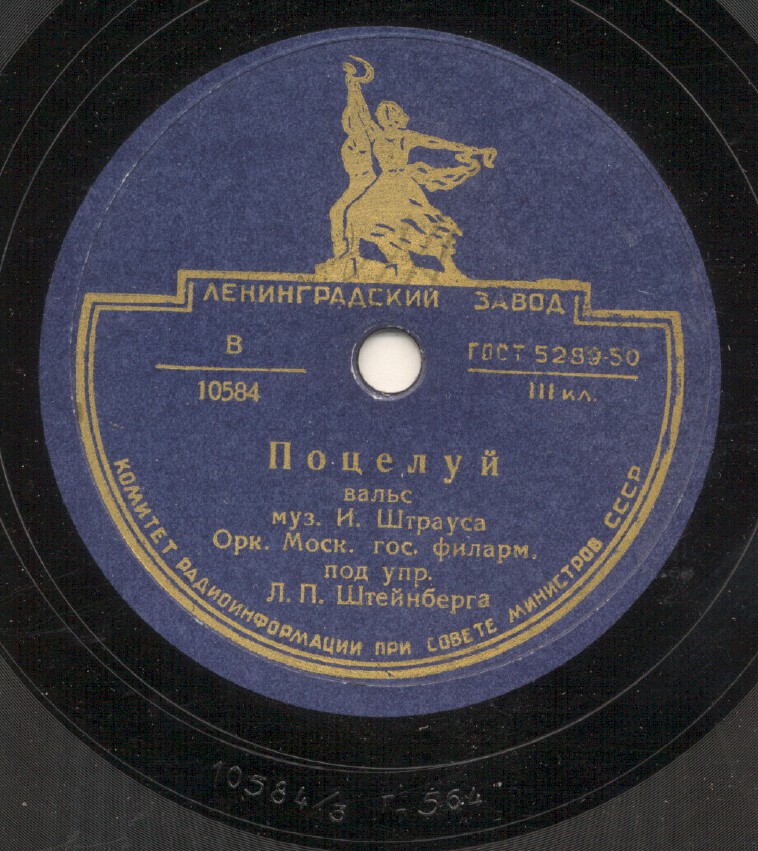 ЛЕНИНГРАДСКИЙ ЗАВОД
В
10584
ГОСТ 5289-50
III кл.
Поцелуй
вальс
муз. И. Штрауса
Орк. Моск. гос. филарм.
под упр.
Л. П. Штейнберга
КОМИТЕТ РАДИОИНФОРМАЦИИ ПРИ СОВЕТЕ МИНИСТРОВ СССР
10584/3